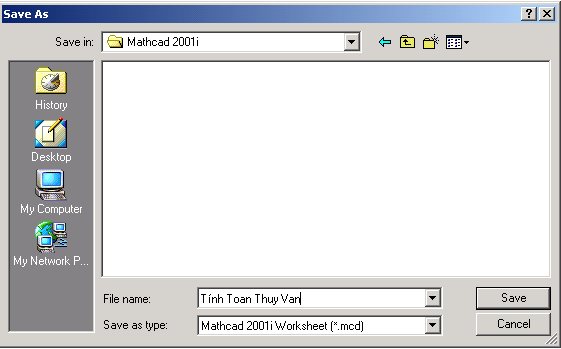 Save As
Save in:
Mathcad 2001i
History
Desktop
My Computer
My Network P...
File name:
Tính Toan Thuy Van
Save
Save as type:
Mathcad 2001i Worksheet (*.mcd)
Cancel